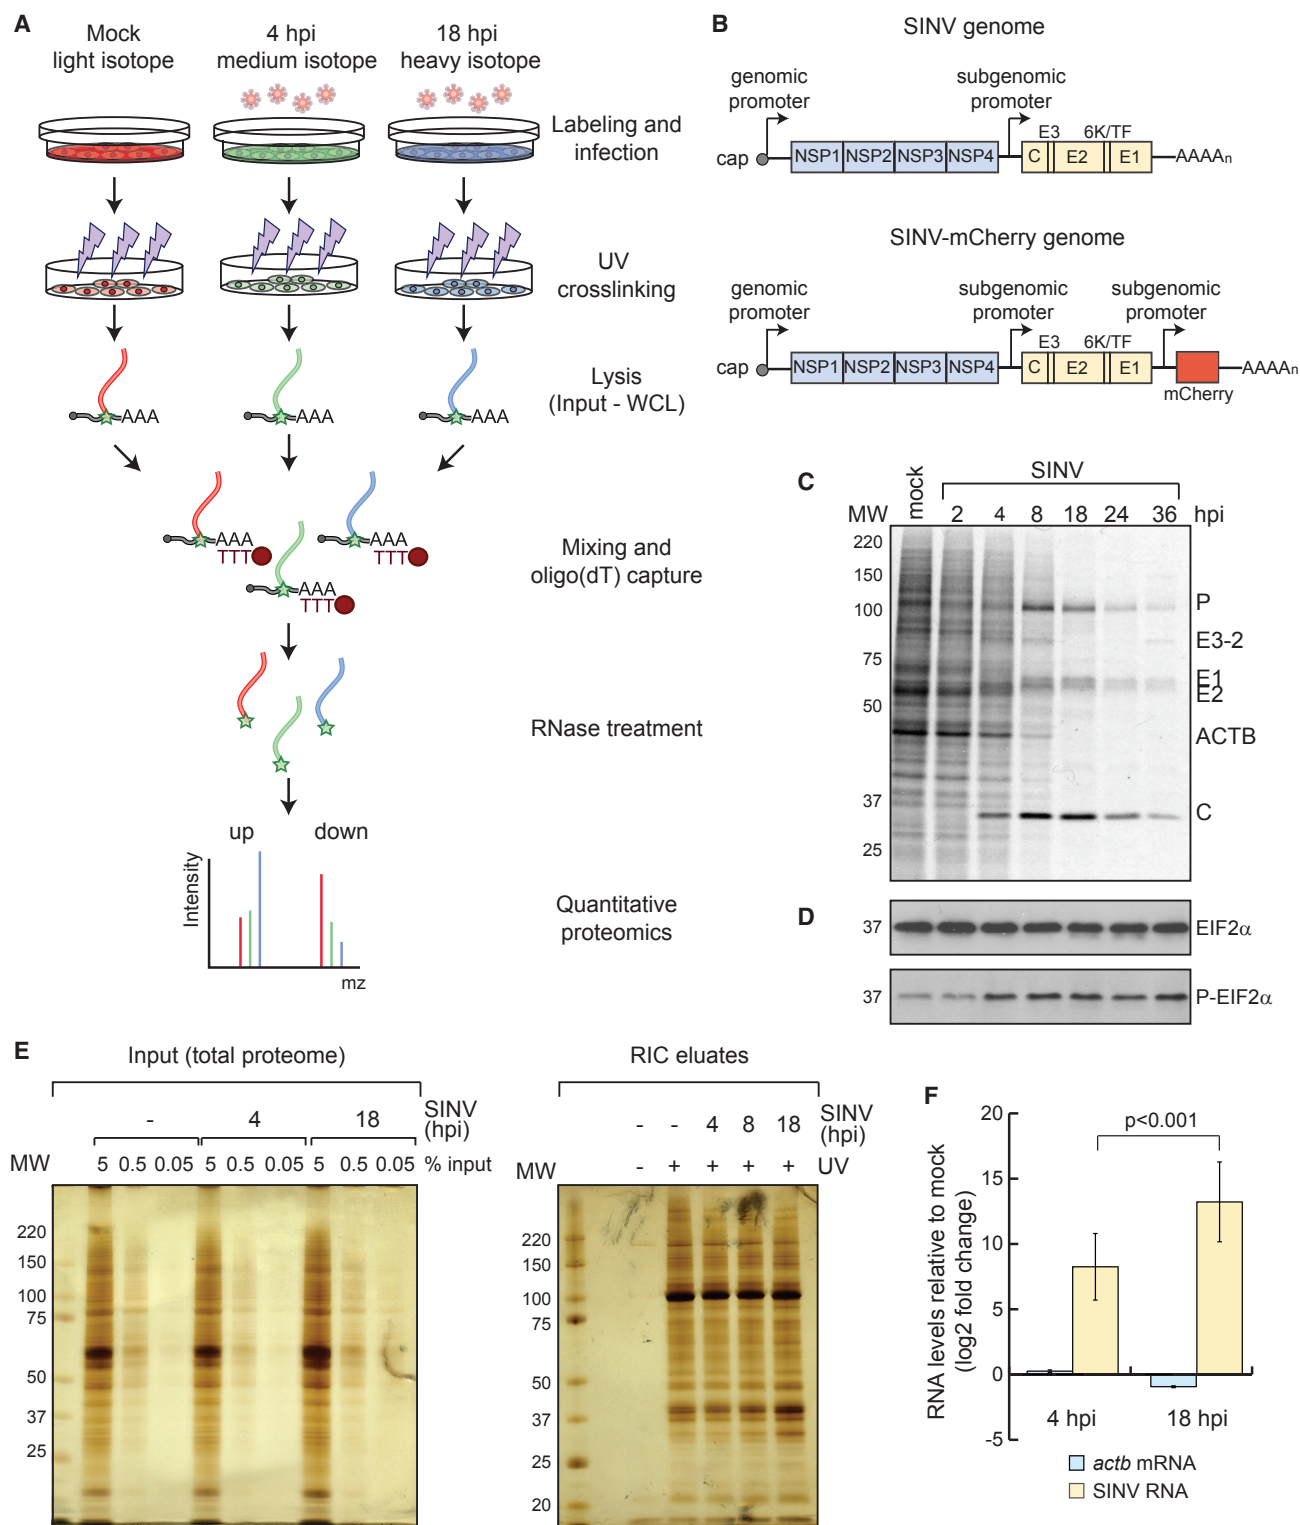 A
Mock
light isotope
4 hpi
medium isotope
18 hpi
heavy isotope
Labeling and
infection
UV
crosslinking
AAA
AAA
AAA
Lysis
(Input - WCL)
AAA
TTT
AAA
TTT
AAA
TTT
Mixing and
oligo(dT) capture
RNase treatment
up
down
Intensity
mz
Quantitative
proteomics
B
SINV genome
genomic
promoter
subgenomic
promoter
E3
6K/TF
cap
NSP1
NSP2
NSP3
NSP4
C
E2
E1
AAAAn
SINV-mCherry genome
genomic
promoter
subgenomic
promoter
subgenomic
promoter
E3
6K/TF
cap
NSP1
NSP2
NSP3
NSP4
C
E2
E1
AAAAn
mCherry
C
SINV
MW
mock
2
4
8
18
24
36
hpi
220
150
100
75
50
37
25
P
E3-2
E1
E2
ACTB
C
D
37
EIF2α
37
P-EIF2α
E
Input (total proteome)
- 4 18
SINV
(hpi)
MW
5 0.5 0.05 5 0.5 0.05 5 0.5 0.05 % input
220
150
100
75
50
37
25
RIC eluates
- - 4 8 18
SINV
(hpi)
MW
- + + + + UV
220
150
100
75
50
37
25
20
F
RNA levels relative to mock
(log2 fold change)
20
15
10
5
0
-5
p<0.001
4 hpi
18 hpi
actb mRNA
SINV RNA